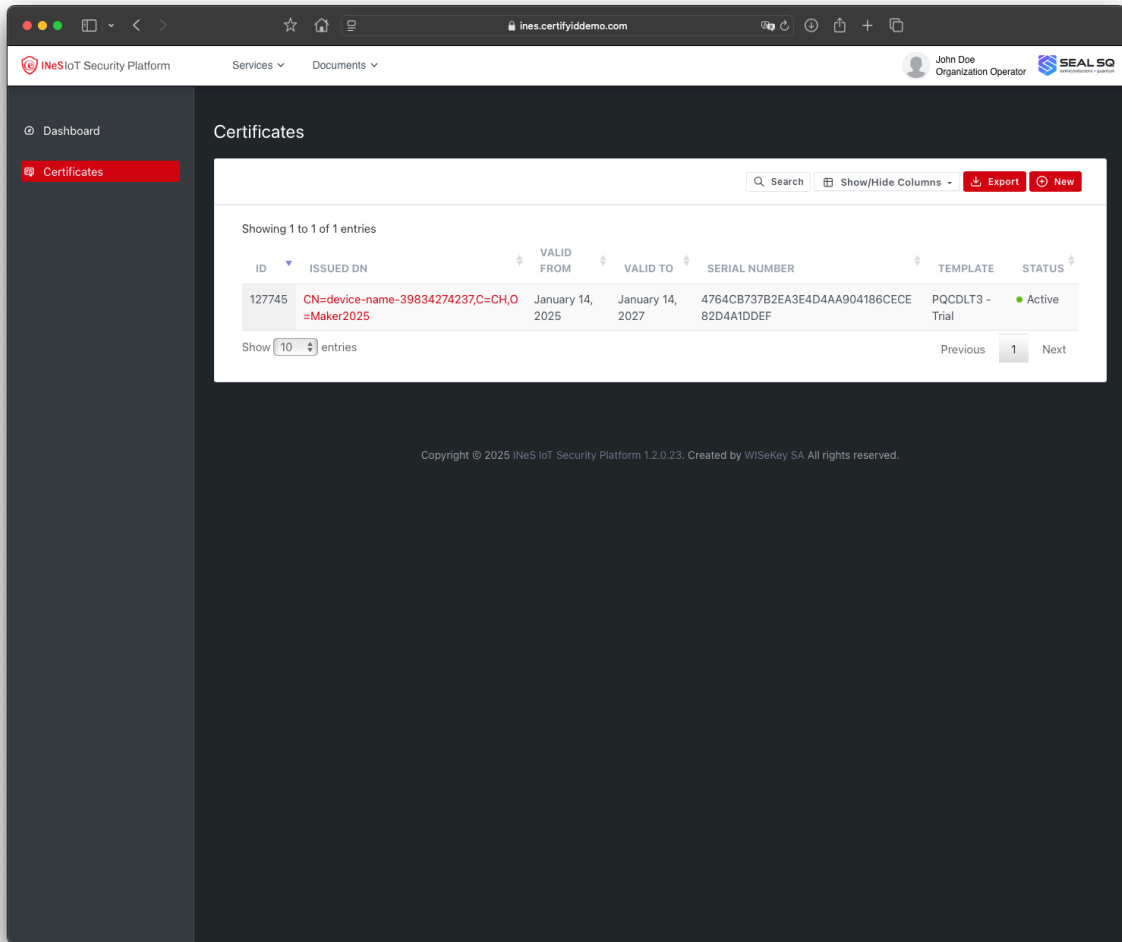 ines.certifyiddemo.com
INeS IoT Security Platform
Services
Documents
John Doe
Organization Operator
SEAL SQ
semiconductors + quantum
Dashboard
Certificates
Certificates
Search
Show/Hide Columns
Export
New
Showing 1 to 1 of 1 entries
ID ISSUED DN VALID FROM VALID TO SERIAL NUMBER TEMPLATE STATUS
127745 CN=device-name-39834274237,C=CH,O January 14, January 14, 4764CB737B2EA3E4D4AA904186CECE PQCDLT3 - Active
=Maker2025 2025 2027 82D4A1DDEF Trial
Show 10 entries
Previous 1 Next
Copyright © 2025 INeS IoT Security Platform 1.2.0.23. Created by WISeKey SA All rights reserved.